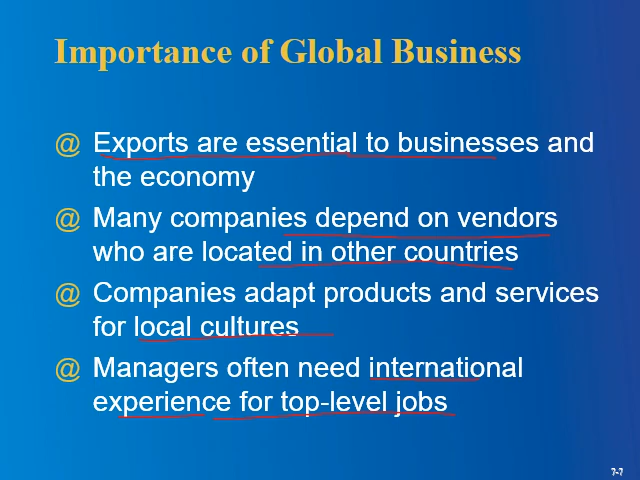 Importance of Global Business
@ Exports are essential to businesses and
the economy
@ Many companies depend on vendors
who are located in other countries
@ Companies adapt products and services
for local cultures
@ Managers often need international
experience for top-level jobs
7-7